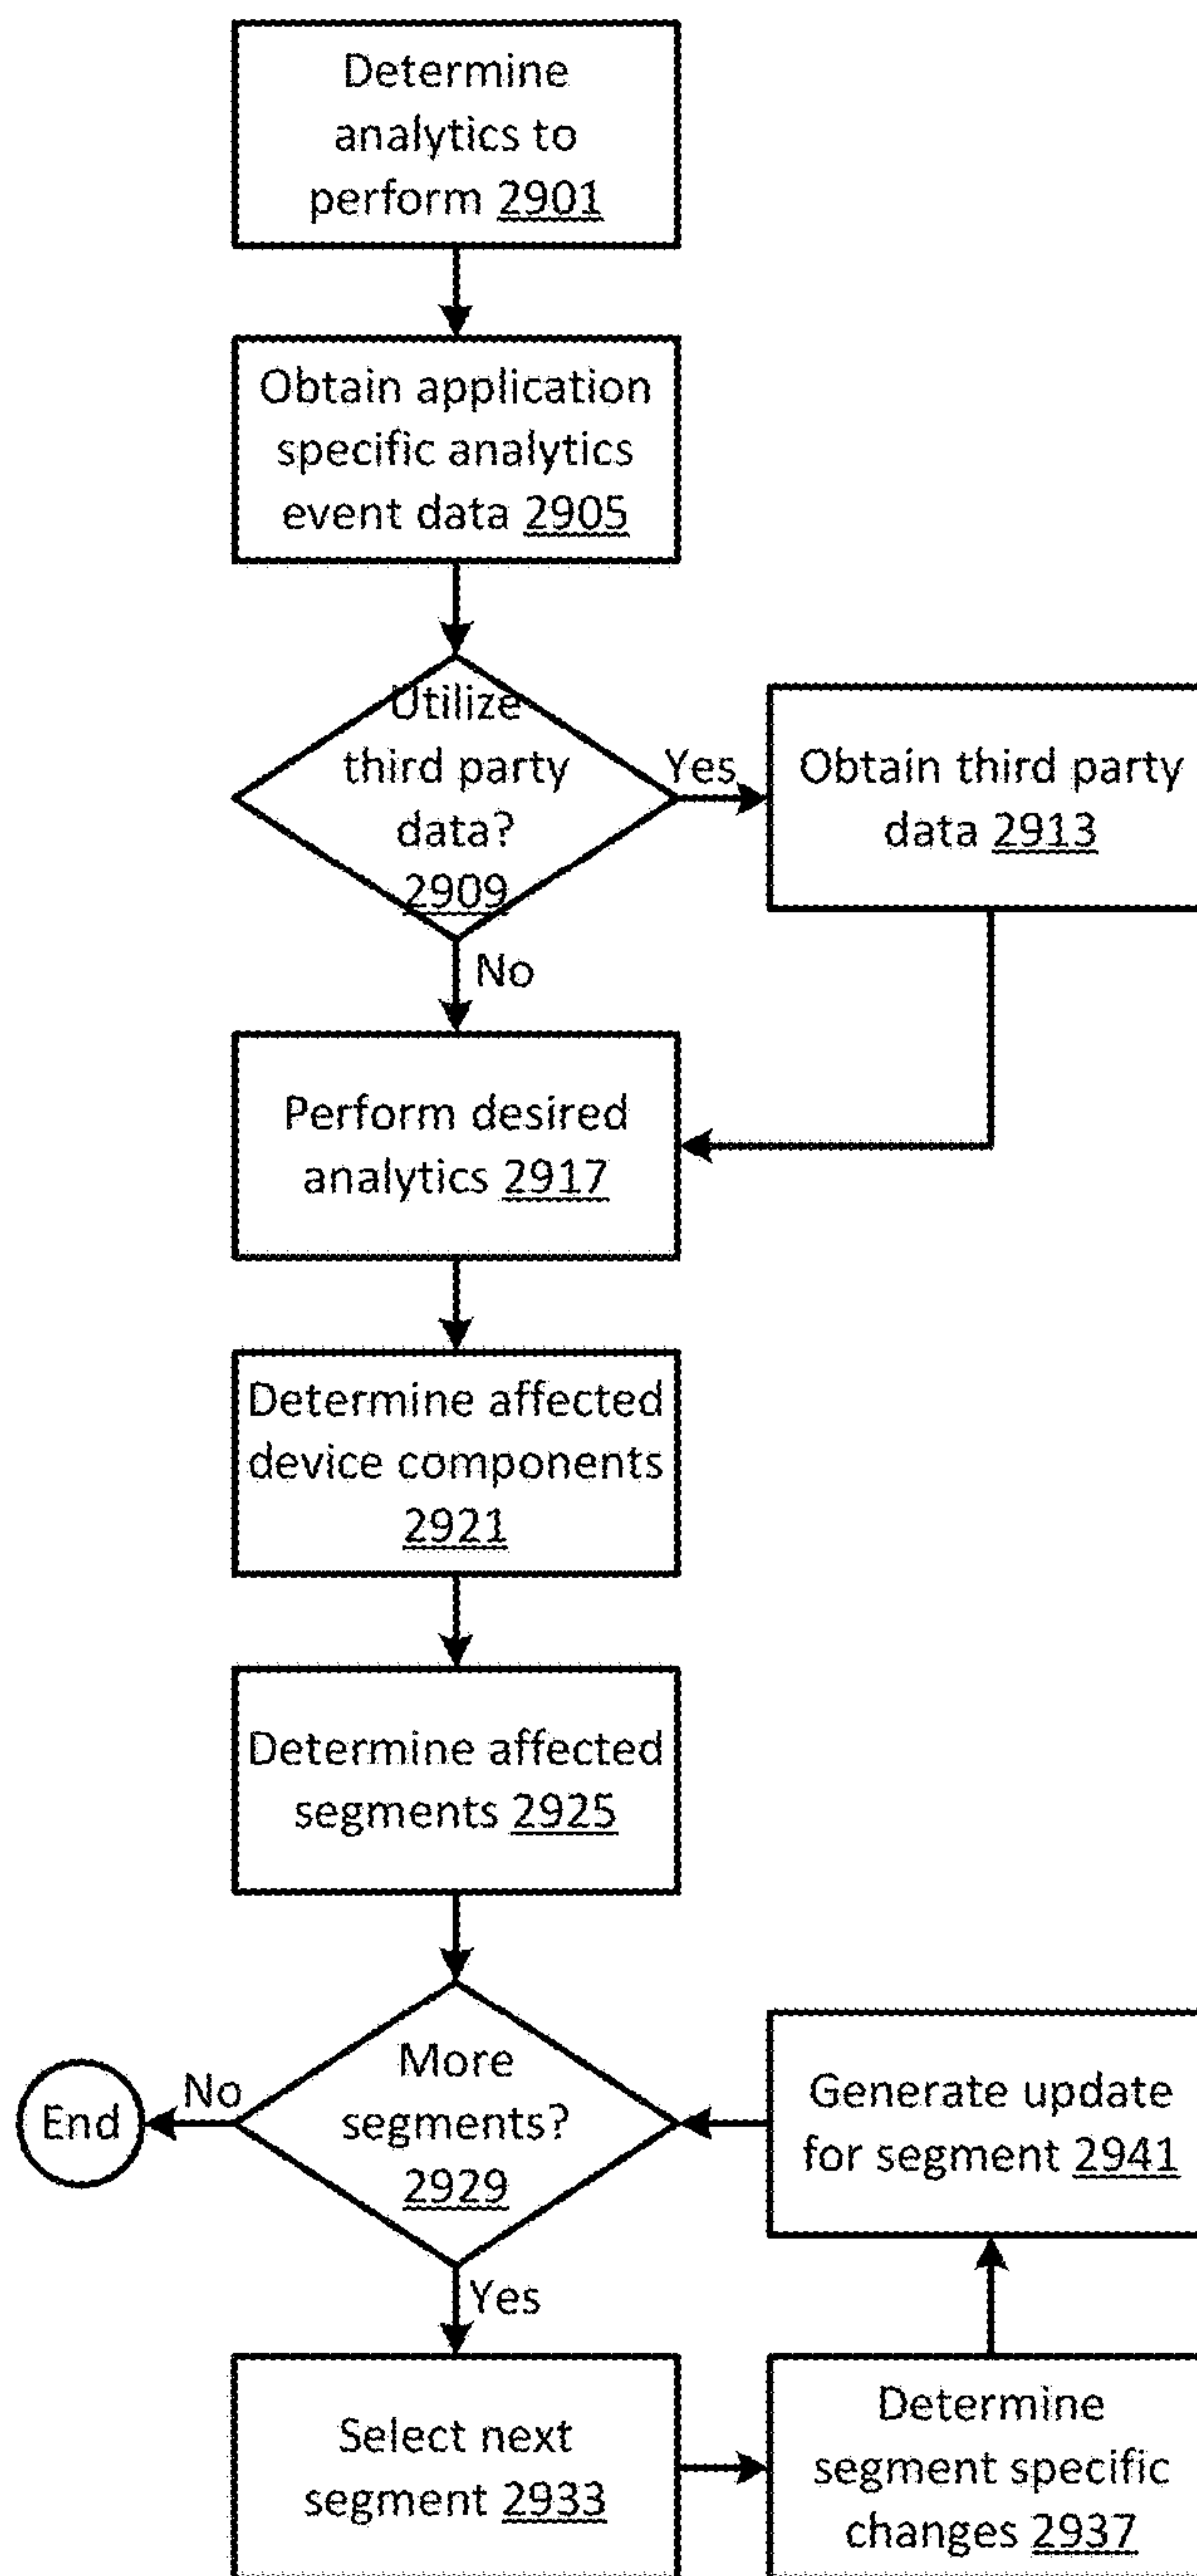 Determine
analytics to
perform 2901
Obtain application
specific analytics
event data 2905
Utilize
third party
data?
2909
Yes
Obtain third party
data 2913
No
Perform desired
analytics 2917
Determine affected
device components
2921
Determine affected
segments 2925
More
segments?
2929
No
End
Yes
Select next
segment 2933
Determine
segment specific
changes 2937
Generate update
for segment 2941